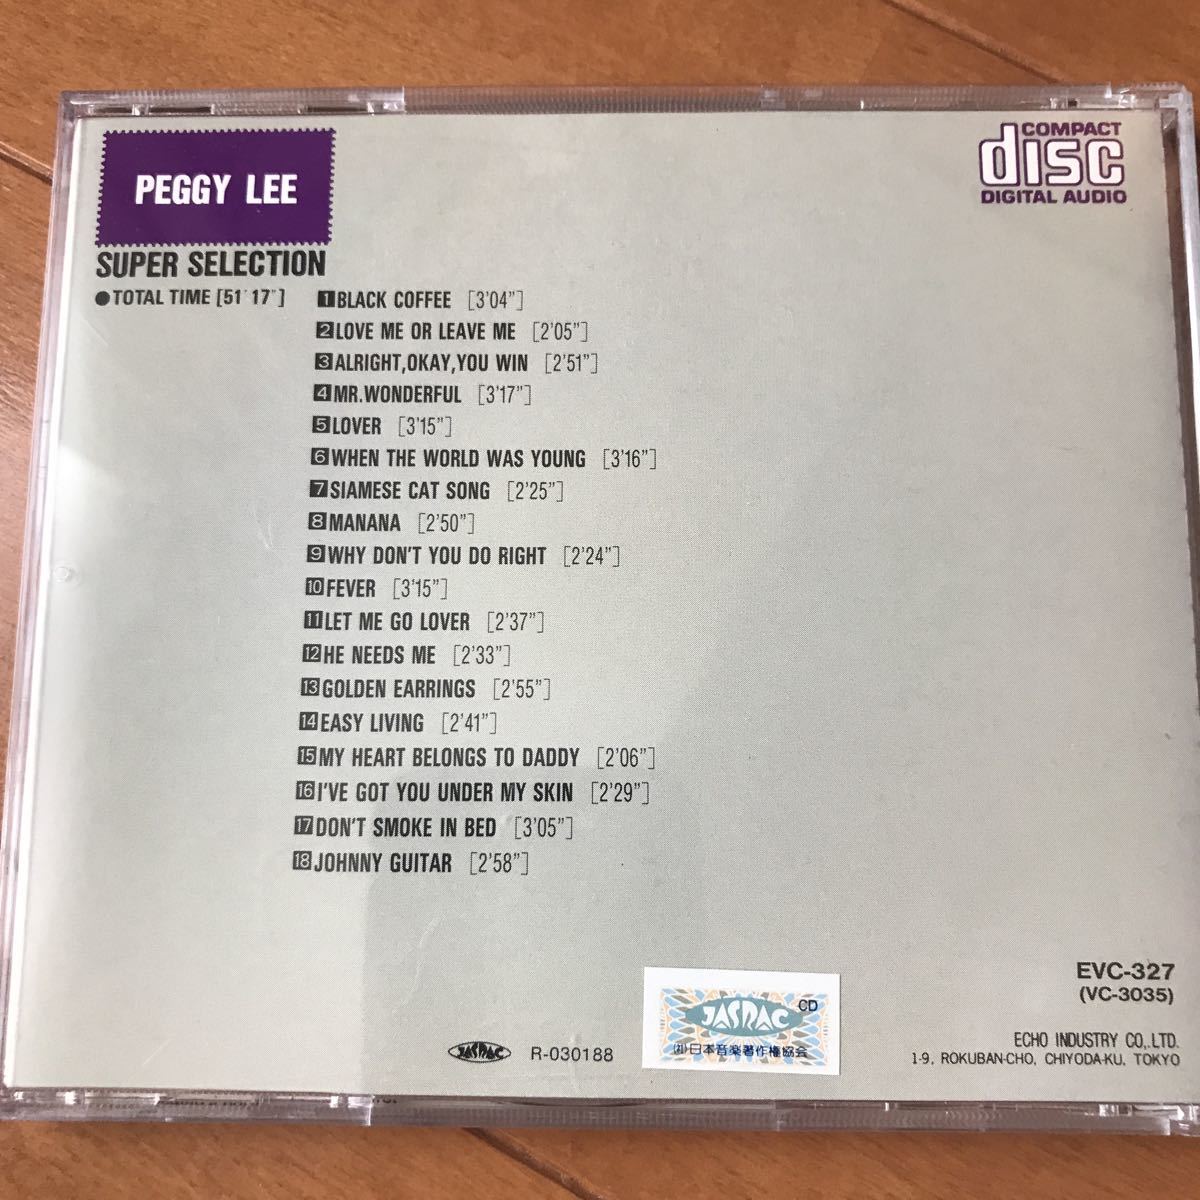 PEGGY LEE
SUPER SELECTION
●TOTAL TIME [51'17"]
COMPACT
disc
DIGITAL AUDIO
1 BLACK COFFEE [3'04"]
2 LOVE ME OR LEAVE ME [2'05"]
3 ALRIGHT,OKAY,YOU WIN [2'51"]
4 MR.WONDERFUL [3'17"]
5 LOVER [3'15"]
6 WHEN THE WORLD WAS YOUNG [3'16"]
7 SIAMESE CAT SONG [2'25"]
8 MANANA [2'50"]
9 WHY DON'T YOU DO RIGHT [2'24"]
10 FEVER [3'15"]
11 LET ME GO LOVER [2'37"]
12 HE NEEDS ME [2'33"]
13 GOLDEN EARRINGS [2'55"]
14 EASY LIVING [2'41"]
15 MY HEART BELONGS TO DADDY [2'06"]
16 I'VE GOT YOU UNDER MY SKIN [2'29"]
17 DON'T SMOKE IN BED [3'05"]
18 JOHNNY GUITAR [2'58"]
EVC-327
(VC-3035)
ECHO INDUSTRY CO,.LTD.
1-9, ROKUBAN-CHO, CHIYODA-KU, TOKYO
JASRAC R-030188
JASRAC CD
(社)日本音楽著作権協会